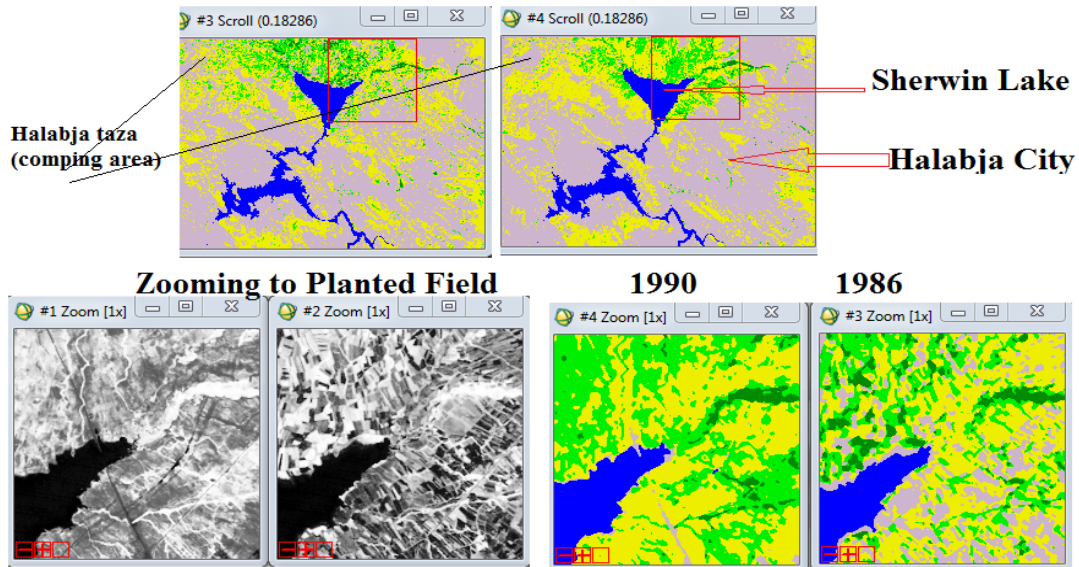 #3 Scroll (0.18286)
#4 Scroll (0.18286)
Sherwin Lake
Halabja taza
(comping area)
Halabja City
Zooming to Planted Field
1990
1986
#1 Zoom [1x]
#2 Zoom [1x]
#4 Zoom [1x]
#3 Zoom [1x]